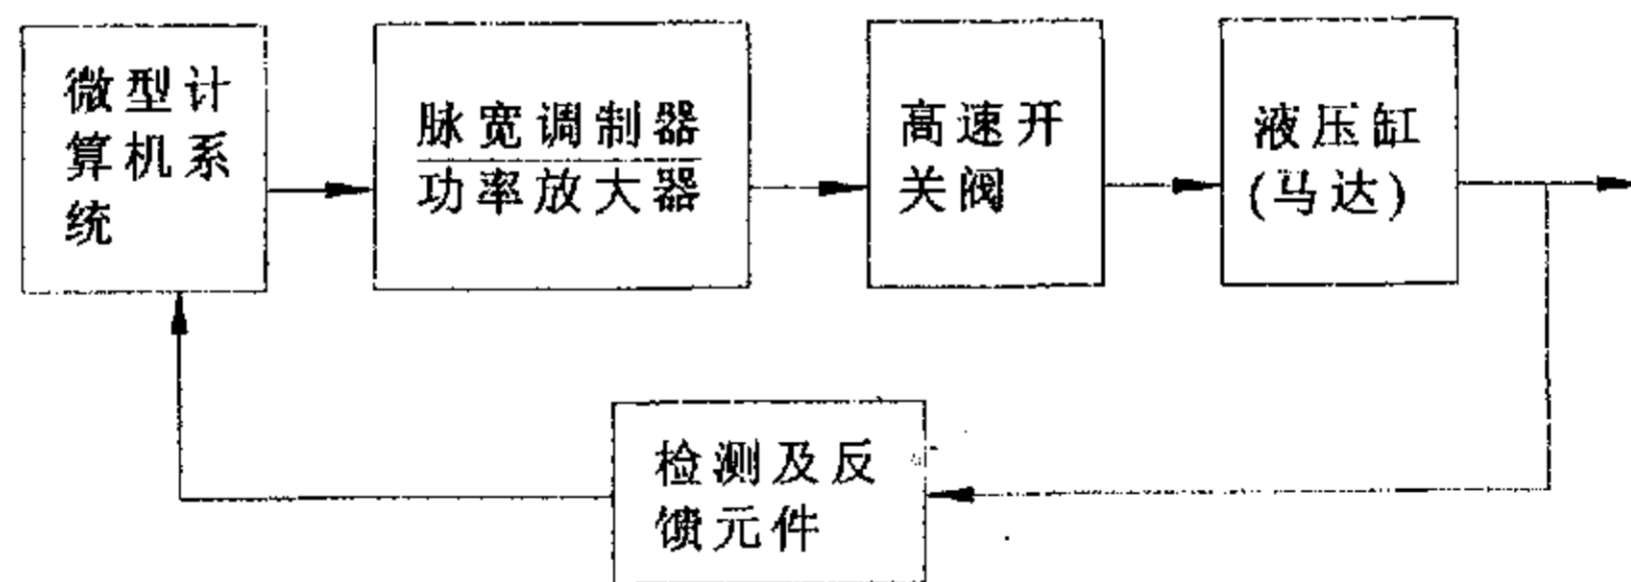 微型计
算机系
统
脉宽调制器
功率放大器
高速开
关阀
液压缸
(马达)
检测及反
馈元件